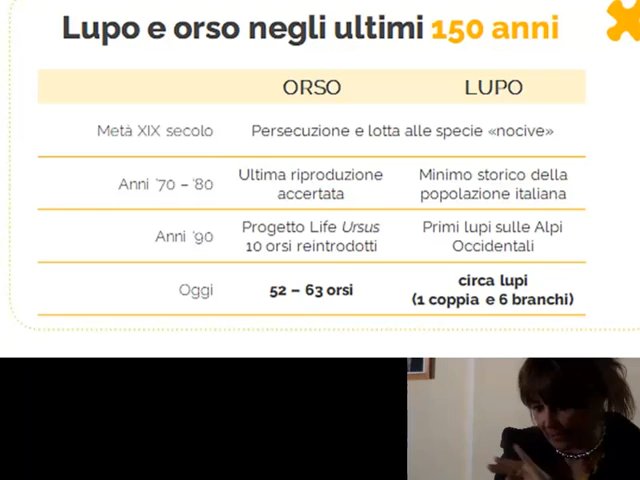 Lupo e orso negli ultimi 150 anni
ORSO LUPO
Metà XIX secolo Persecuzione e lotta alle specie «nocive»
Anni '70 – '80 Ultima riproduzione accertata Minimo storico della popolazione italiana
Anni '90 Progetto Life Ursus 10 orsi reintrodotti Primi lupi sulle Alpi Occidentali
Oggi 52 – 63 orsi circa lupi (1 coppia e 6 branchi)